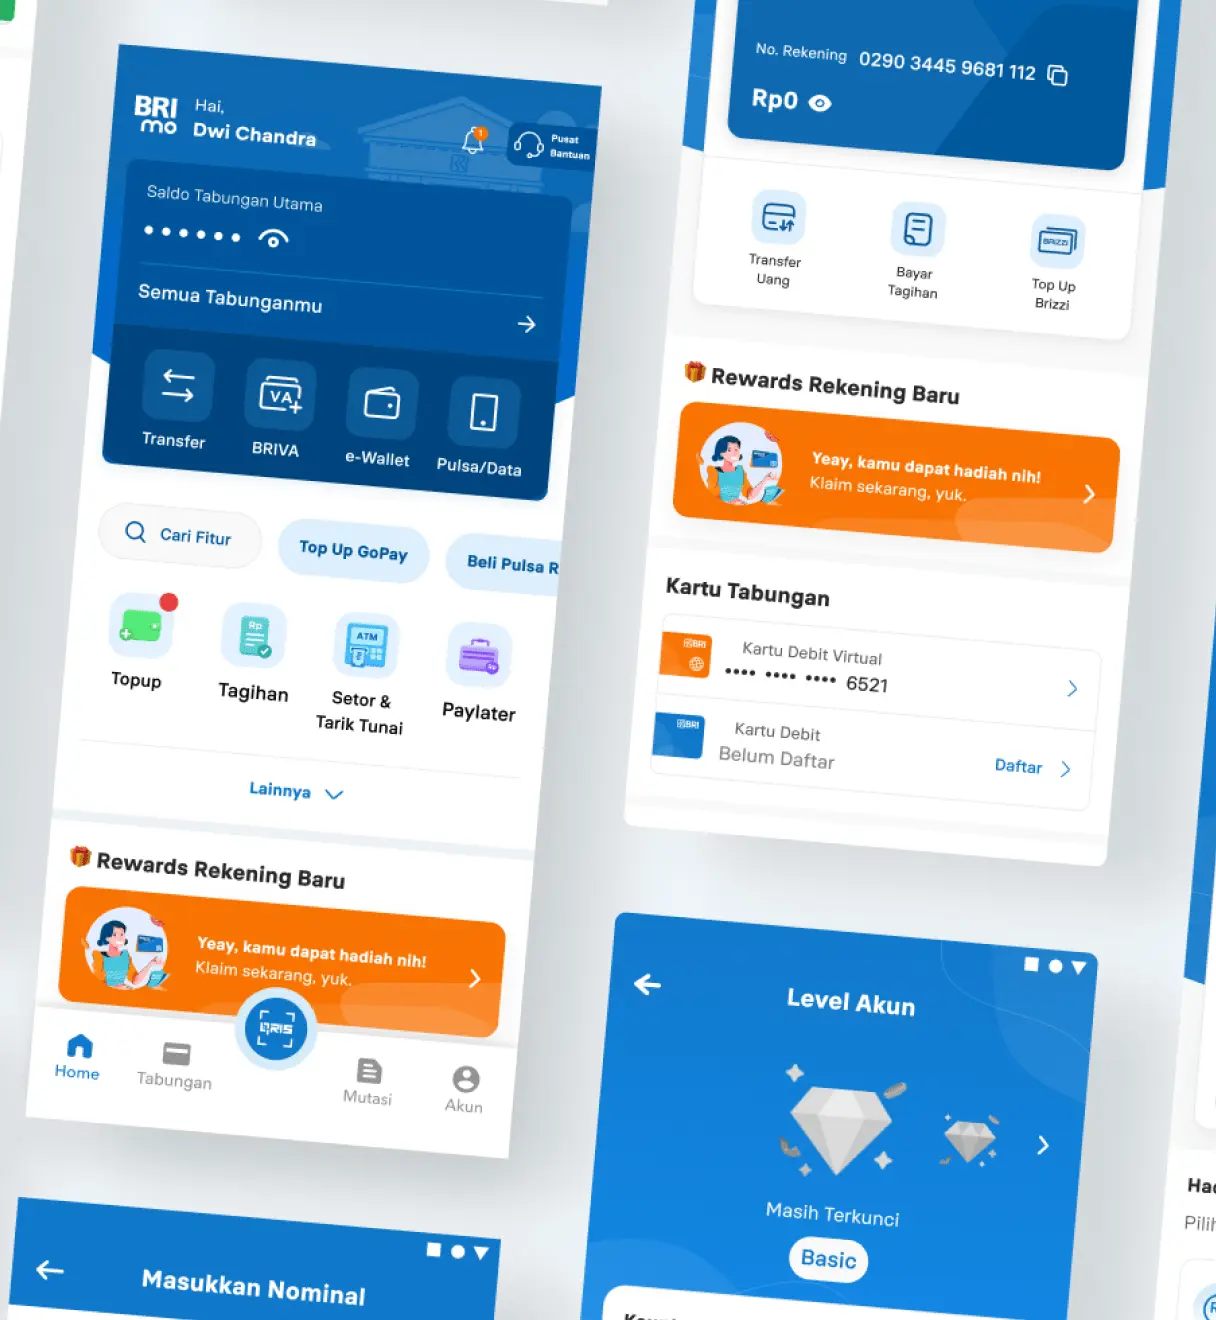 BRI
mo
Hai,
Dwi Chandra
1
Pusat
Bantuan
Saldo Tabungan Utama
Semua Tabunganmu
Transfer
VA
BRIVA
e-Wallet
Pulsa/Data
Cari Fitur
Top Up GoPay
Beli Pulsa R
Topup
Rp
Tagihan
ATM
Setor &
Tarik Tunai
Paylater
Lainnya
Rewards Rekening Baru
Yeay, kamu dapat hadiah nih!
Klaim sekarang, yuk.
Home
Tabungan
QRIS
Mutasi
Akun
Masukkan Nominal
No. Rekening 0290 3445 9681 112
Rp0
Transfer
Uang
Bayar
Tagihan
BRIZZI
Top Up
Brizzi
Rewards Rekening Baru
Yeay, kamu dapat hadiah nih!
Klaim sekarang, yuk.
Kartu Tabungan
BRI
Kartu Debit Virtual
•••• •••• •••• 6521
BRI
Kartu Debit
Belum Daftar
Daftar
Level Akun
Masih Terkunci
Basic